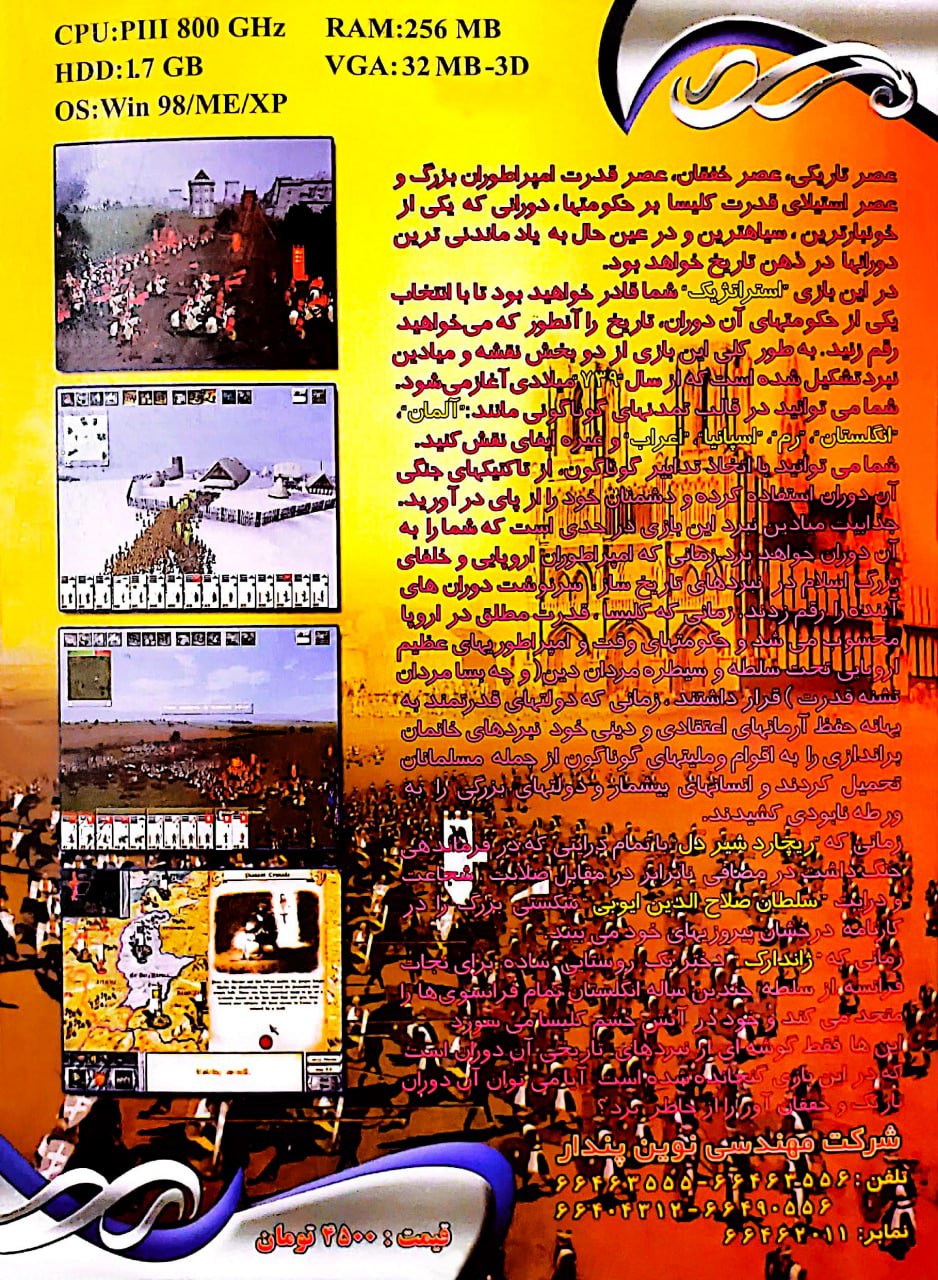 CPU:PIII 800 GHz
RAM:256 MB
HDD:1.7 GB
VGA:32 MB-3D
OS:Win 98/ME/XP
عصر تاریکی، عصر خفقان، عصر قدرت امپراطوران بزرگ و
عصر استیلای قدرت کلیسا بر حکومتها، دورانی که یکی از
خونبارترین، سیاهترین و در عین حال به یاد ماندنی ترین
دورانها در ذهن تاریخ خواهد بود.
در این بازی "استراتژیک" شما قادر خواهید بود تا با انتخاب
یکی از حکومتهای آن دوران، تاریخ را آنطور که می‌خواهید
رقم زنید. به طور کلی این بازی از دو بخش نقشه و میادین
نبرد تشکیل شده است که از سال ۷۳۹ میلادی آغاز می‌شود.
شما می توانید در قالب تمدنهای گوناگونی مانند: "آلمان"،
"انگلستان"، "رم"، "اسپانیا"، "اعراب" و غیره ایفای نقش کنید.
شما می توانید با اتخاذ تدابیر گوناگون، از تاکتیکهای جنگی
آن دوران استفاده کرده و دشمنان خود را از پای در آورید.
جذابیت میادین نبرد این بازی در حدی است که شما را به
آن دوران خواهد برد. زمانی که امپراطوران اروپایی و خلفای
بزرگ اسلام در نبردهای تاریخ ساز، سرنوشت دوران های
آینده را رقم زدند. زمانی که کلیسا، قدرت مطلق در اروپا
محسوب می شد و حکومتهای وقت و امپراطوریهای عظیم
اروپایی تحت سلطه و سیطره مردان دین( و چه بسا مردان
تشنه قدرت ) قرار داشتند، زمانی که دولتهای قدرتمند به
بهانه حفظ آرمانهای اعتقادی و دینی خود نبردهای خانمان
براندازی را به اقوام وملیتهای گوناگون از جمله مسلمانان
تحمیل کردند و انسانهای بیشمار و دولتهای بزرگی را به
ورطه نابودی کشیدند.
زمانی که "ریچارد شیر دل" با تمام درایتی که در فرماندهی
جنگ داشت در مصافی نابرابر در مقابل صلابت، شجاعت
و درایت "سلطان صلاح الدین ایوبی" شکستی بزرگ را در
کارنامه درخشان پیروزیهای خود می بیند.
زمانی که "ژاندارک" دختر یک روستایی ساده برای نجات
فرانسه از سلطه چندین ساله انگلستان تمام فرانسوی ها را
متحد می کند و خود در آتش خشم کلیسا می سوزد
این ها فقط گوشه ای از نبردهای تاریخی آن دوران است
که در این بازی گنجانده شده است. آیا می توان آن دوران
تاریک و خفقان آور را از خاطر برد؟
شرکت مهندسی نوین پندار
تلفن: ۶۶۴۶۳۵۵۶-۶۶۴۶۳۵۵۵
۶۶۴۹۰۵۵۶-۶۶۴۰۴۳۱۲
نمابر: ۶۶۴۶۲۰۱۱
قیمت: ۴۵۰۰ تومان